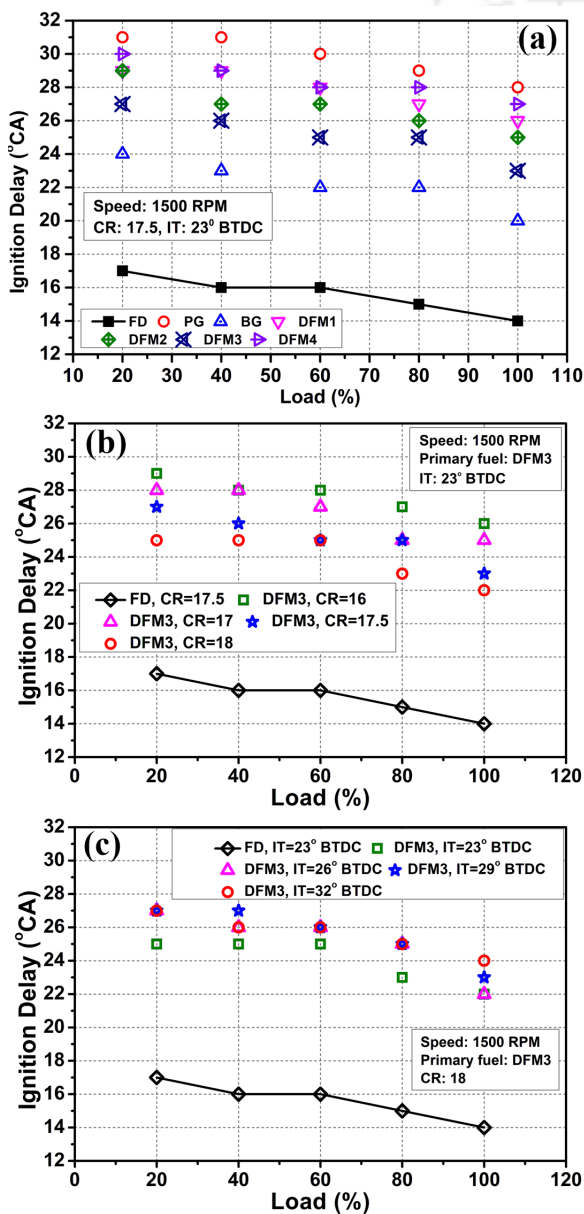 (a)
Ignition Delay (°CA)
32
30
28
26
24
22
20
18
16
14
12
Speed: 1500 RPM
CR: 17.5, IT: 23⁰ BTDC
FD PG BG DFM1
DFM2 DFM3 DFM4
10 20 30 40 50 60 70 80 90 100 110
Load (%)
(b)
Ignition Delay (°CA)
32
30
28
26
24
22
20
18
16
14
12
Speed: 1500 RPM
Primary fuel: DFM3
IT: 23° BTDC
FD, CR=17.5 DFM3, CR=16
DFM3, CR=17 DFM3, CR=17.5
DFM3, CR=18
0 20 40 60 80 100 120
Load (%)
(c)
Ignition Delay (°CA)
32
30
28
26
24
22
20
18
16
14
12
FD, IT=23° BTDC DFM3, IT=23° BTDC
DFM3, IT=26° BTDC DFM3, IT=29° BTDC
DFM3, IT=32° BTDC
Speed: 1500 RPM
Primary fuel: DFM3
CR: 18
0 20 40 60 80 100 120
Load (%)